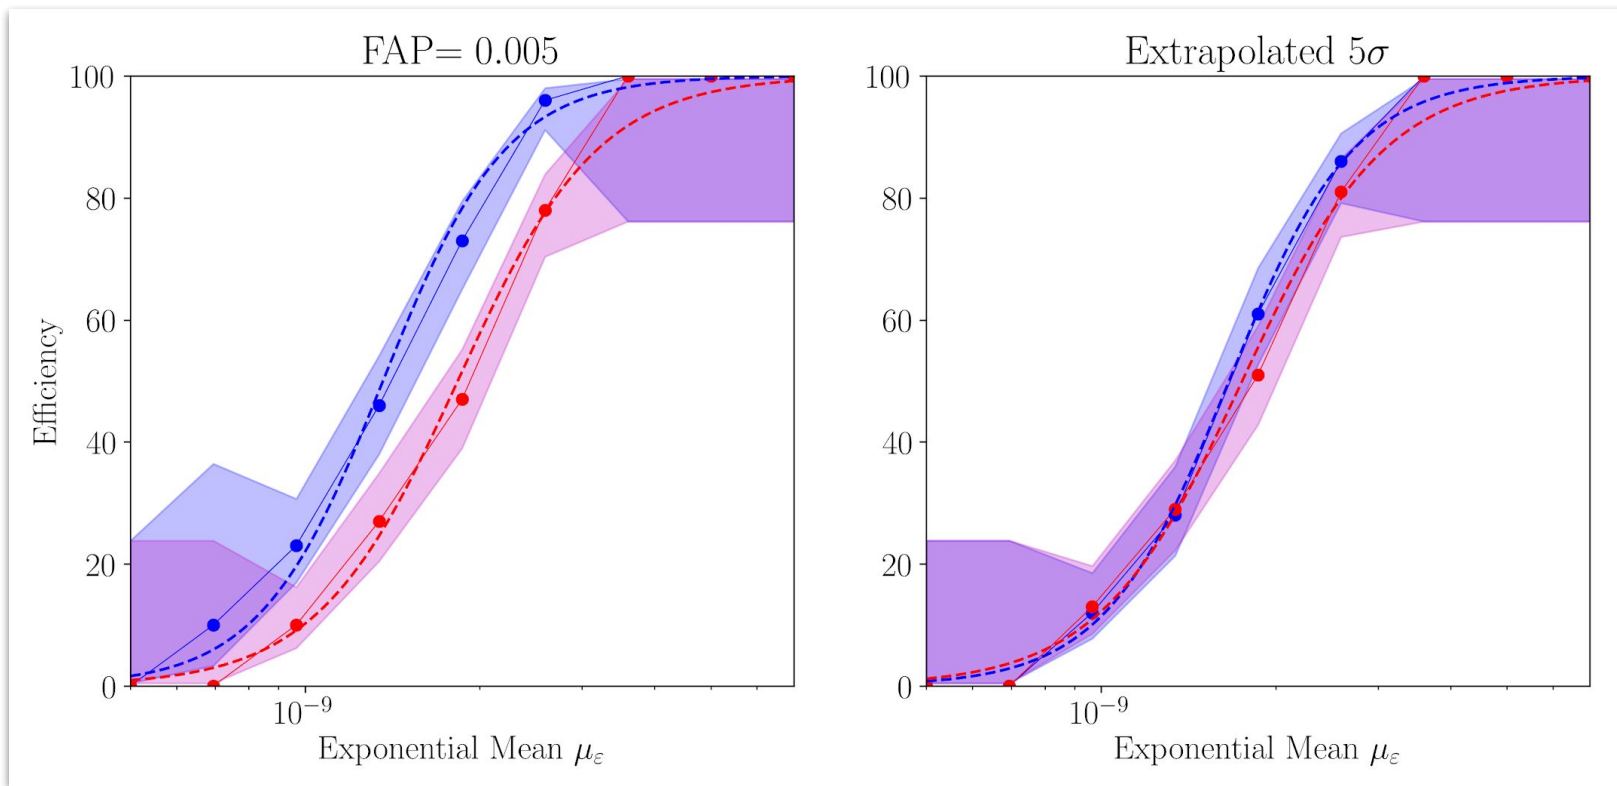 FAP= 0.005
100
80
60
40
20
0
Efficiency
10⁻⁹
Exponential Mean μ_ε
Extrapolated 5σ
100
80
60
40
20
0
10⁻⁹
Exponential Mean μ_ε